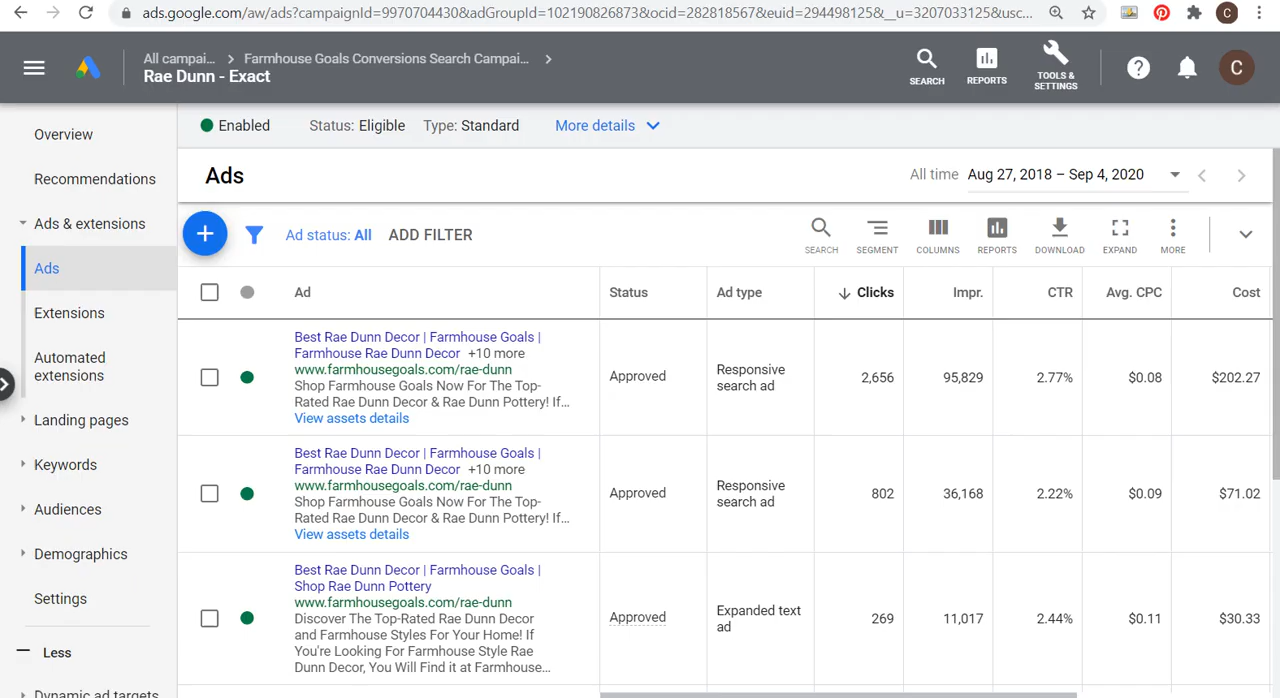 ads.google.com/aw/ads?campaignId=9970704430&adGroupId=102190826873&ocid=282818567&euid=294498125&__u=3207033125&usc...
C
All campai... > Farmhouse Goals Conversions Search Campai... >
Rae Dunn - Exact
SEARCH
REPORTS
TOOLS &
SETTINGS
?
C
Overview
Recommendations
Ads & extensions
Ads
Extensions
Automated
extensions
Landing pages
Keywords
Audiences
Demographics
Settings
Less
Dynamic ad targets
Enabled Status: Eligible Type: Standard More details
Ads
All time Aug 27, 2018 – Sep 4, 2020
+
Ad status: All ADD FILTER
SEARCH SEGMENT COLUMNS REPORTS DOWNLOAD EXPAND MORE
Ad Status Ad type Clicks Impr. CTR Avg. CPC Cost
Best Rae Dunn Decor | Farmhouse Goals |
Farmhouse Rae Dunn Decor +10 more
www.farmhousegoals.com/rae-dunn
Shop Farmhouse Goals Now For The Top-
Rated Rae Dunn Decor & Rae Dunn Pottery! If...
View assets details
Approved
Responsive
search ad
2,656 95,829 2.77% $0.08 $202.27
Best Rae Dunn Decor | Farmhouse Goals |
Farmhouse Rae Dunn Decor +10 more
www.farmhousegoals.com/rae-dunn
Shop Farmhouse Goals Now For The Top-
Rated Rae Dunn Decor & Rae Dunn Pottery! If...
View assets details
Approved
Responsive
search ad
802 36,168 2.22% $0.09 $71.02
Best Rae Dunn Decor | Farmhouse Goals |
Shop Rae Dunn Pottery
www.farmhousegoals.com/rae-dunn
Discover The Top-Rated Rae Dunn Decor
and Farmhouse Styles For Your Home! If
You're Looking For Farmhouse Style Rae
Dunn Decor, You Will Find it at Farmhouse...
Approved
Expanded text
ad
269 11,017 2.44% $0.11 $30.33